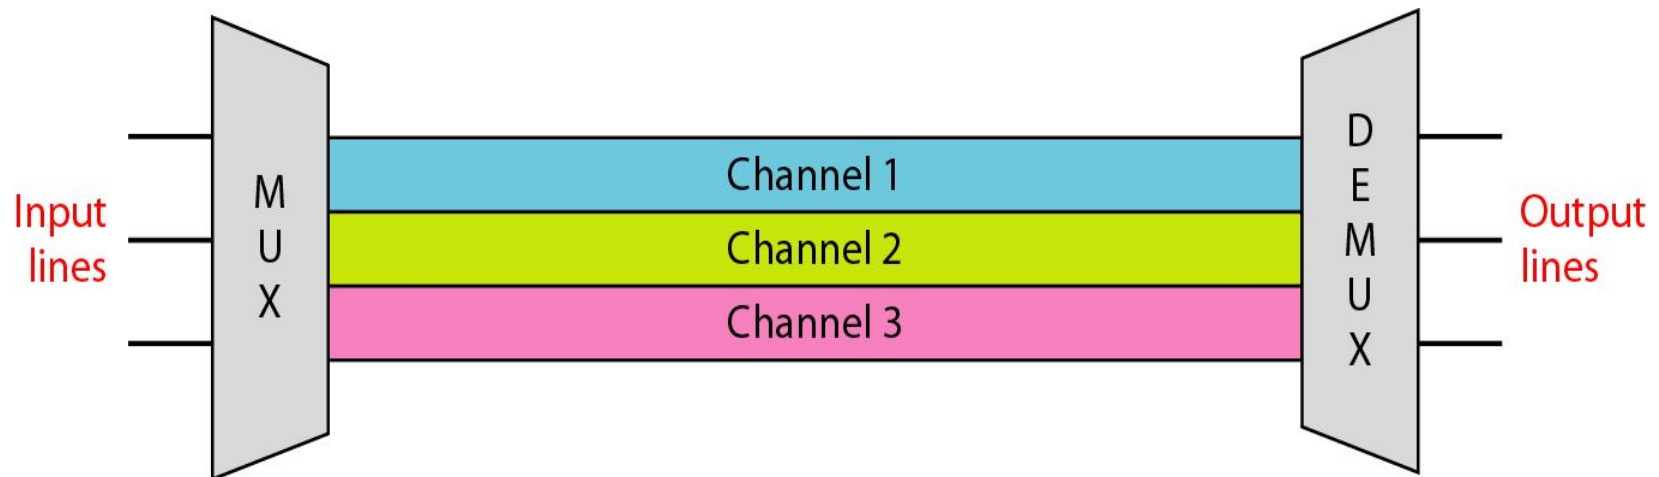 Input
lines
M
U
X
Channel 1
Channel 2
Channel 3
D
E
M
U
X
Output
lines